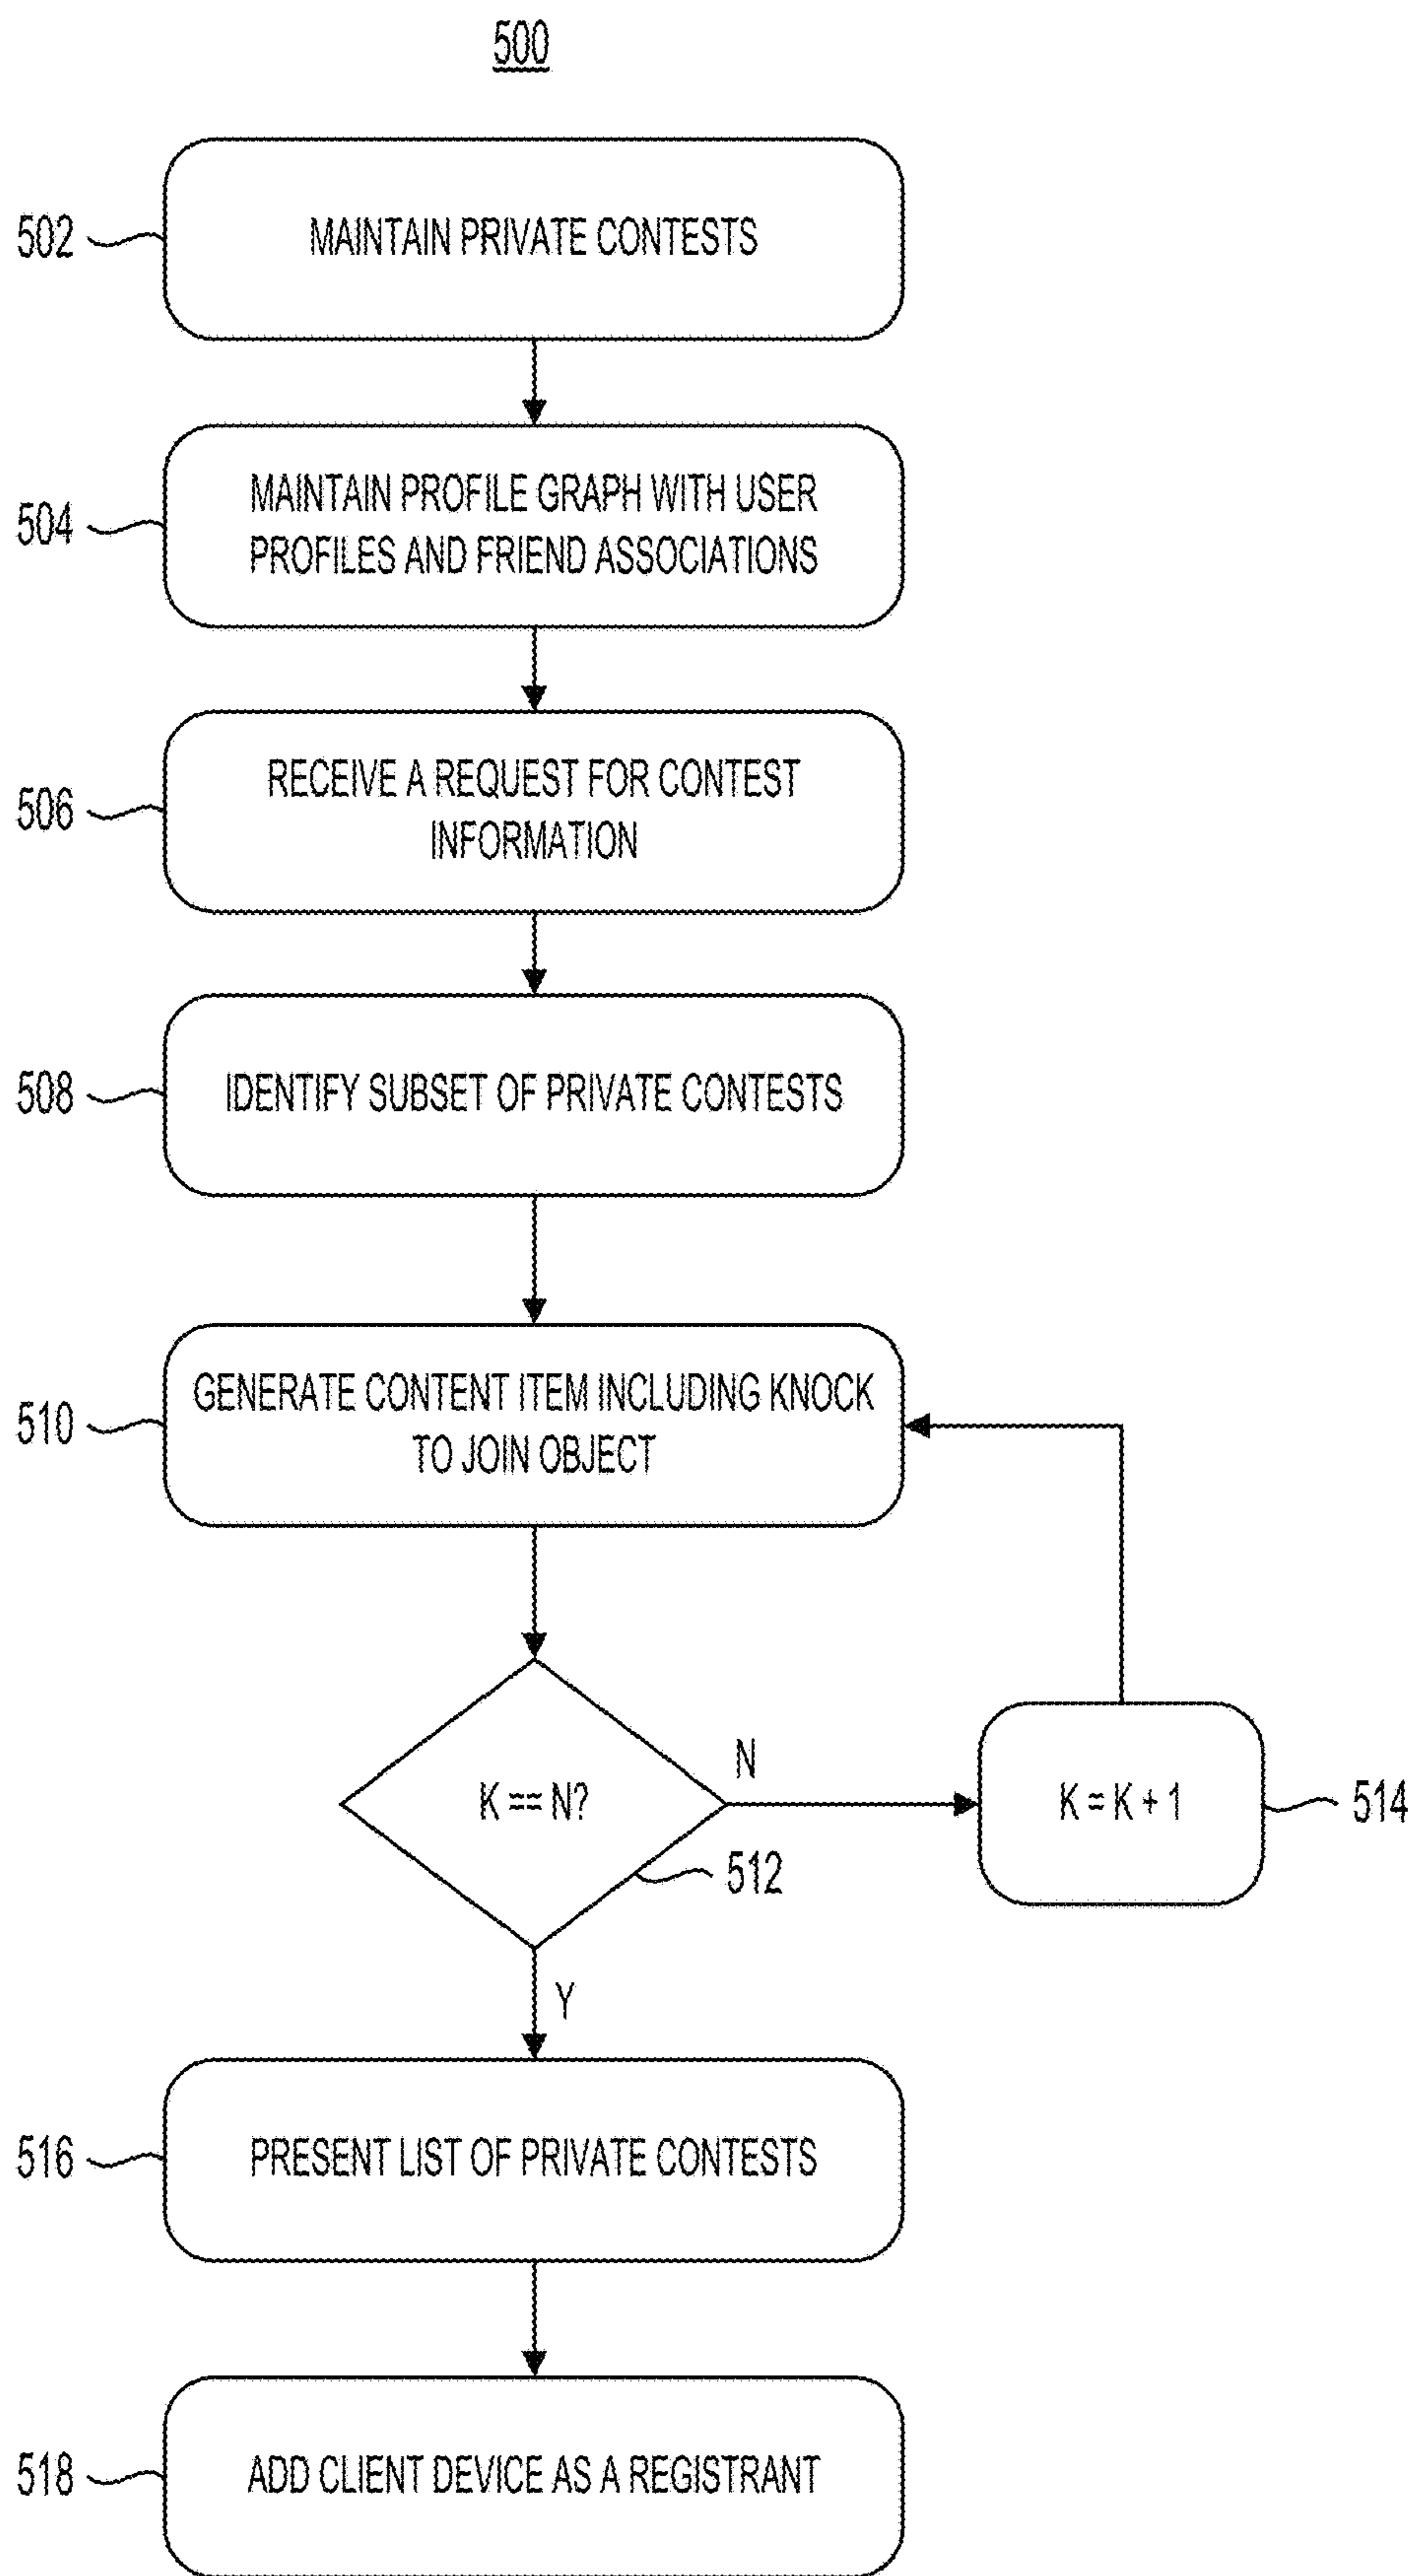 500
502
MAINTAIN PRIVATE CONTESTS
504
MAINTAIN PROFILE GRAPH WITH USER
PROFILES AND FRIEND ASSOCIATIONS
506
RECEIVE A REQUEST FOR CONTEST
INFORMATION
508
IDENTIFY SUBSET OF PRIVATE CONTESTS
510
GENERATE CONTENT ITEM INCLUDING KNOCK
TO JOIN OBJECT
K == N?
512
N
K = K + 1
514
Y
516
PRESENT LIST OF PRIVATE CONTESTS
518
ADD CLIENT DEVICE AS A REGISTRANT